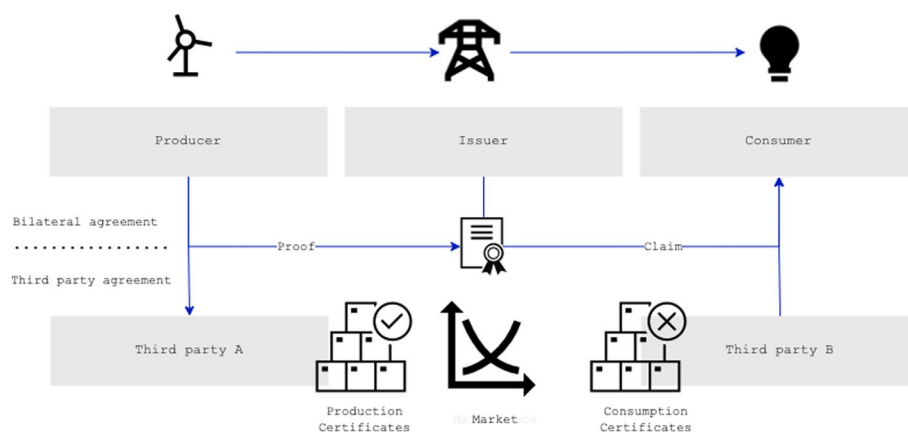 Producer
Issuer
Consumer
Bilateral agreement
Proof
Claim
Third party agreement
Third party A
Third party B
Production
Certificates
Market
Consumption
Certificates